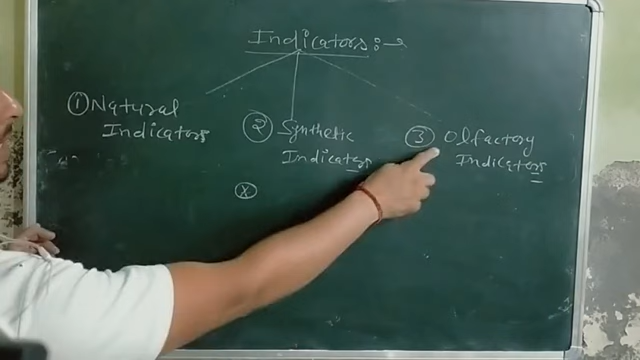 Indicators:→
① Natural
Indicators
② Synthetic
Indicators
③ Olfactory
Indicators
ⓧ